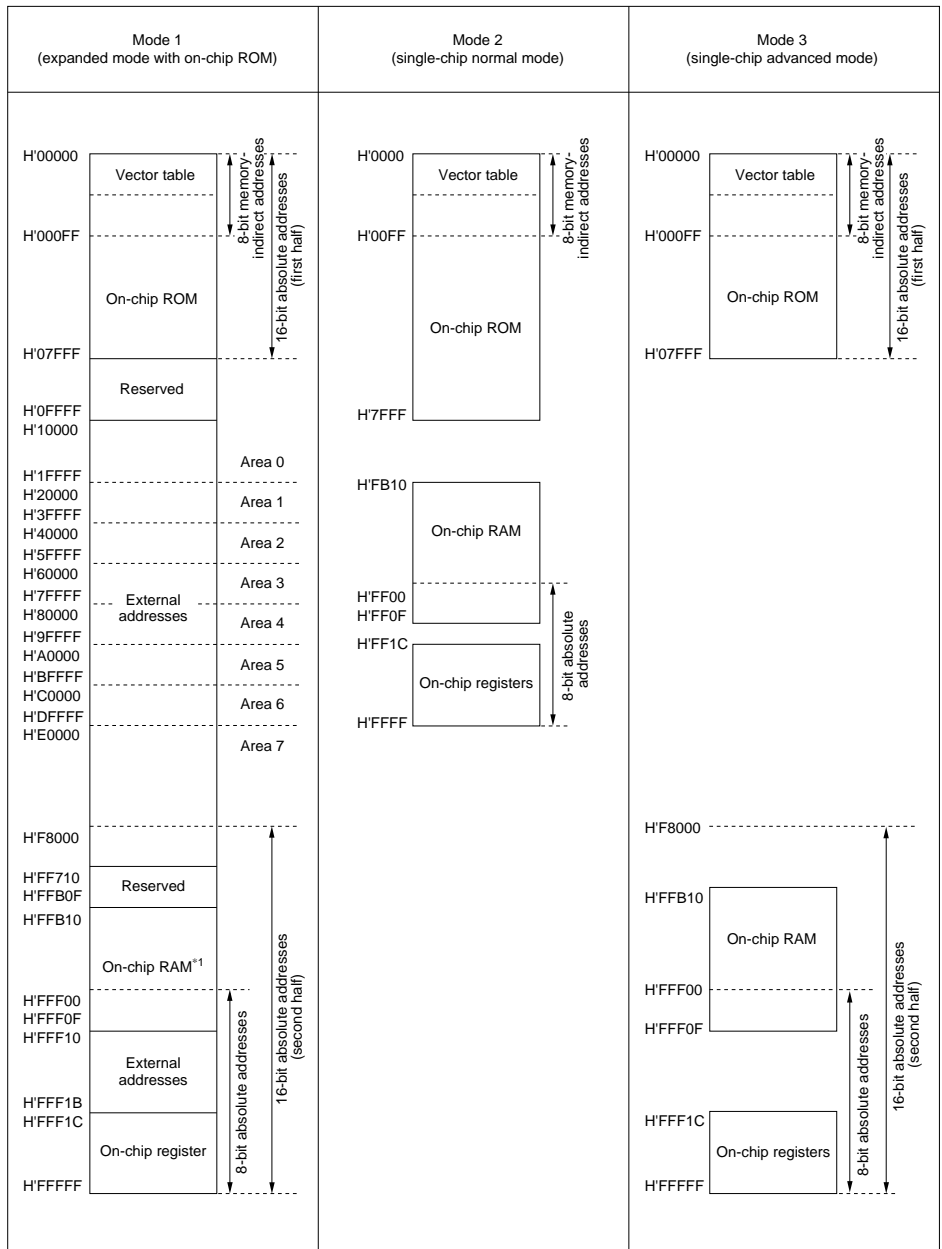 Mode 1
(expanded mode with on-chip ROM)
Mode 2
(single-chip normal mode)
Mode 3
(single-chip advanced mode)
H'00000
Vector table
H'000FF
On-chip ROM
H'07FFF
Reserved
H'0FFFF
H'10000
Area 0
H'1FFFF
H'20000
Area 1
H'3FFFF
H'40000
Area 2
H'5FFFF
H'60000
Area 3
H'7FFFF
External
addresses
H'80000
Area 4
H'9FFFF
H'A0000
Area 5
H'BFFFF
H'C0000
Area 6
H'DFFFF
H'E0000
Area 7
H'F8000
H'FF710
Reserved
H'FFB0F
H'FFB10
On-chip RAM*1
H'FFF00
H'FFF0F
H'FFF10
External
addresses
H'FFF1B
H'FFF1C
On-chip register
H'FFFFF
8-bit memory-
indirect addresses
16-bit absolute addresses
(first half)
8-bit absolute addresses
16-bit absolute addresses
(second half)
H'0000
Vector table
H'00FF
On-chip ROM
H'7FFF
H'FB10
On-chip RAM
H'FF00
H'FF0F
H'FF1C
On-chip registers
H'FFFF
8-bit memory-
indirect addresses
8-bit absolute
addresses
H'00000
Vector table
H'000FF
On-chip ROM
H'07FFF
H'F8000
H'FFB10
On-chip RAM
H'FFF00
H'FFF0F
H'FFF1C
On-chip registers
H'FFFFF
8-bit memory-
indirect addresses
16-bit absolute addresses
(first half)
8-bit absolute addresses
16-bit absolute addresses
(second half)